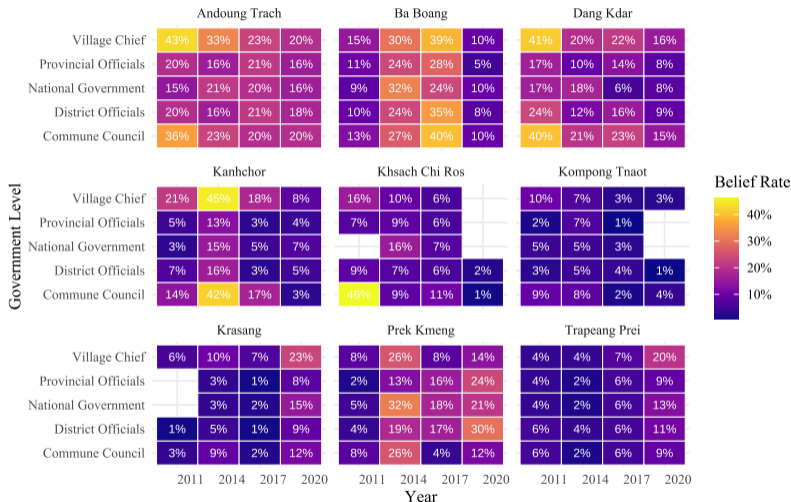 Andoung Trach Ba Boang Dang Kdar
Village Chief 43% 33% 23% 20% 15% 30% 39% 10% 41% 20% 22% 16%
Provincial Officials 20% 16% 21% 16% 11% 24% 28% 5% 17% 10% 14% 8%
National Government 15% 21% 20% 16% 9% 32% 24% 10% 17% 18% 6% 8%
District Officials 20% 16% 21% 18% 10% 24% 35% 8% 24% 12% 16% 9%
Commune Council 36% 23% 20% 20% 13% 27% 40% 10% 40% 21% 23% 15%
Kanhchor Khsach Chi Ros Kompong Tnaot
Village Chief 21% 45% 18% 8% 16% 10% 6% 10% 7% 3% 3%
Provincial Officials 5% 13% 3% 4% 7% 9% 6% 2% 7% 1%
National Government 3% 15% 5% 7% 16% 7% 5% 5% 3%
District Officials 7% 16% 3% 5% 9% 7% 6% 2% 3% 5% 4% 1%
Commune Council 14% 42% 17% 3% 46% 9% 11% 1% 9% 8% 2% 4%
Krasang Prek Kmeng Trapeang Prei
Village Chief 6% 10% 7% 23% 8% 26% 8% 14% 4% 4% 7% 20%
Provincial Officials 3% 1% 8% 2% 13% 16% 24% 4% 2% 6% 9%
National Government 3% 2% 15% 5% 32% 18% 21% 4% 2% 6% 13%
District Officials 1% 5% 1% 9% 4% 19% 17% 30% 6% 4% 6% 11%
Commune Council 3% 9% 2% 12% 8% 26% 4% 12% 6% 2% 6% 9%
2011 2014 2017 2020 2011 2014 2017 2020 2011 2014 2017 2020
Year
Government Level
Belief Rate
40%
30%
20%
10%